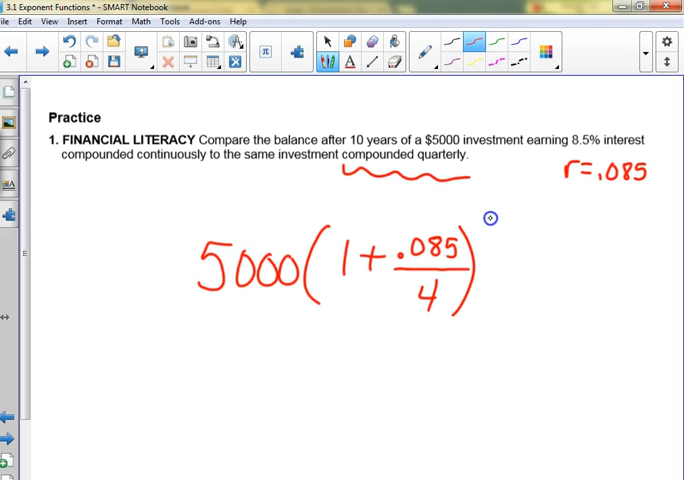 3.1 Exponent Functions * - SMART Notebook
File Edit View Insert Format Math Tools Add-ons Help
Practice
1. FINANCIAL LITERACY Compare the balance after 10 years of a $5000 investment earning 8.5% interest
compounded continuously to the same investment compounded quarterly.
r=.085
5000(1+.085/4)